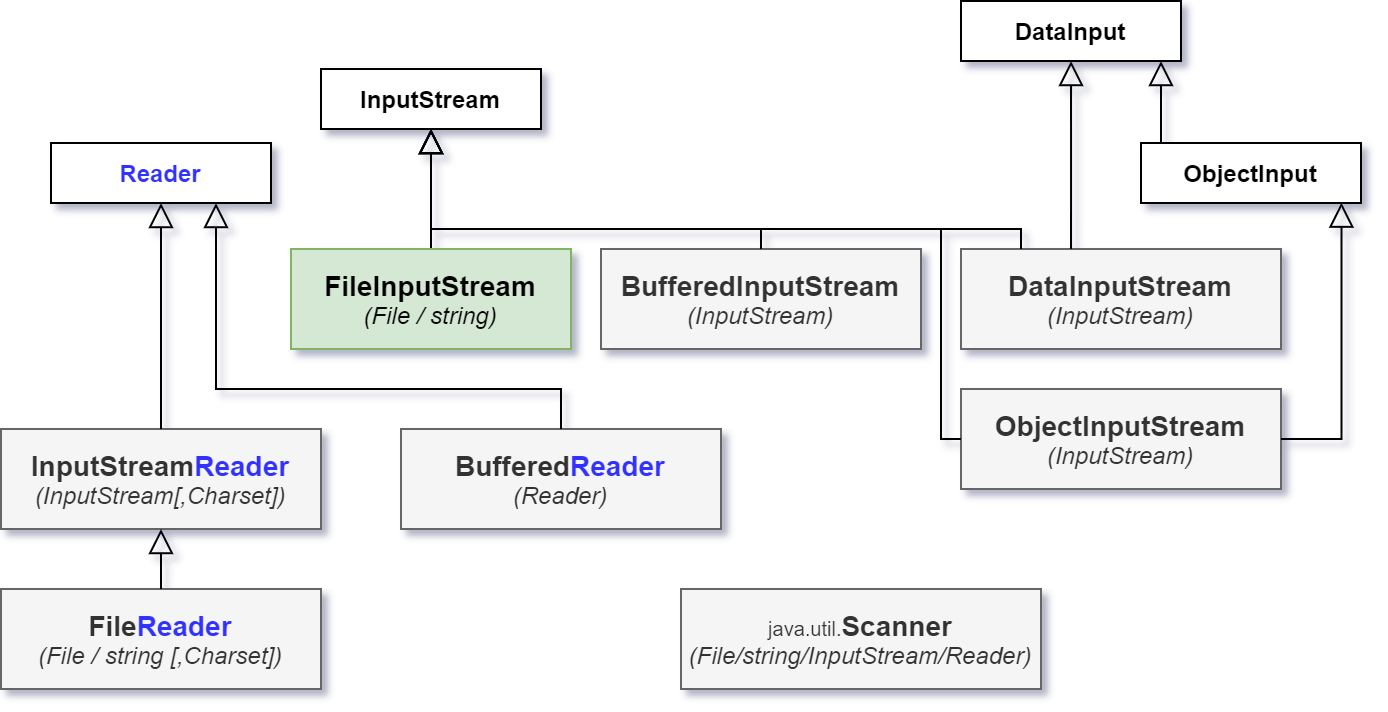 DataInput
InputStream
Reader
ObjectInput
FileInputStream
(File / string)
BufferedInputStream
(InputStream)
DataInputStream
(InputStream)
ObjectInputStream
(InputStream)
InputStreamReader
(InputStream[,Charset])
BufferedReader
(Reader)
FileReader
(File / string [,Charset])
java.util.Scanner
(File/string/InputStream/Reader)